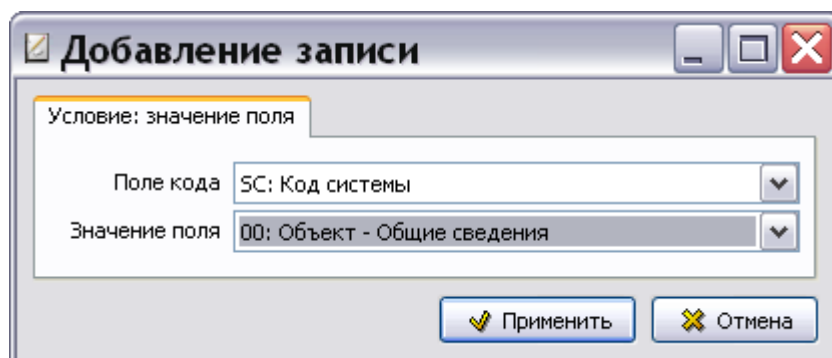 Добавление записи
Условие: значение поля
Поле кода SC: Код системы
Значение поля 00: Объект - Общие сведения
Применить Отмена